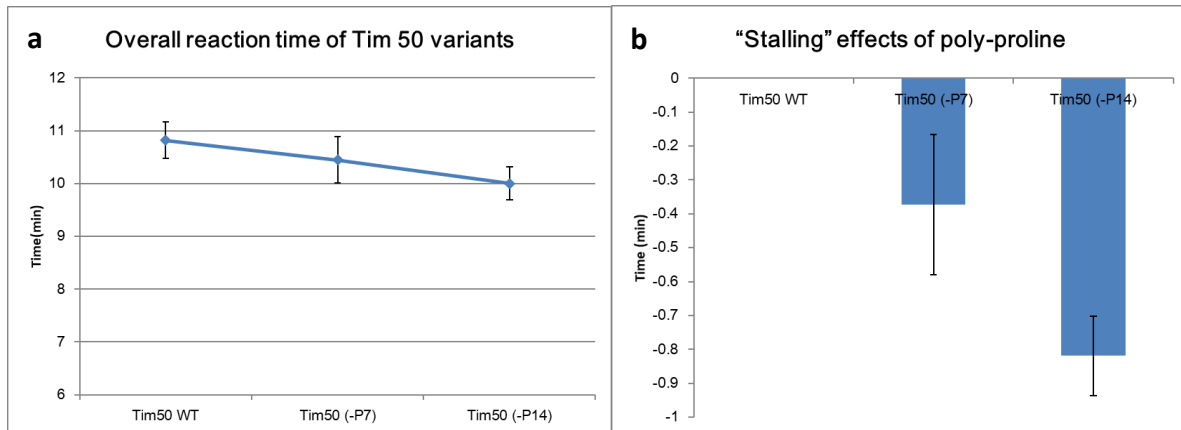 a
Overall reaction time of Tim 50 variants
12
11
10
9
8
7
6
Time(min)
Tim50 WT
Tim50 (-P7)
Tim50 (-P14)
b
“Stalling” effects of poly-proline
0
-0.1
-0.2
-0.3
-0.4
-0.5
-0.6
-0.7
-0.8
-0.9
-1
Time (min)
Tim50 WT
Tim50 (-P7)
Tim50 (-P14)